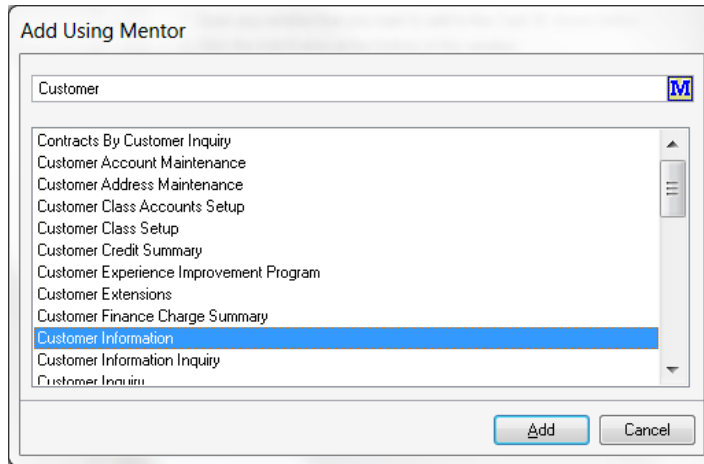 Add Using Mentor
Customer
M
Contracts By Customer Inquiry
Customer Account Maintenance
Customer Address Maintenance
Customer Class Accounts Setup
Customer Class Setup
Customer Credit Summary
Customer Experience Improvement Program
Customer Extensions
Customer Finance Charge Summary
Customer Information
Customer Information Inquiry
Customer Inquiry
Add
Cancel